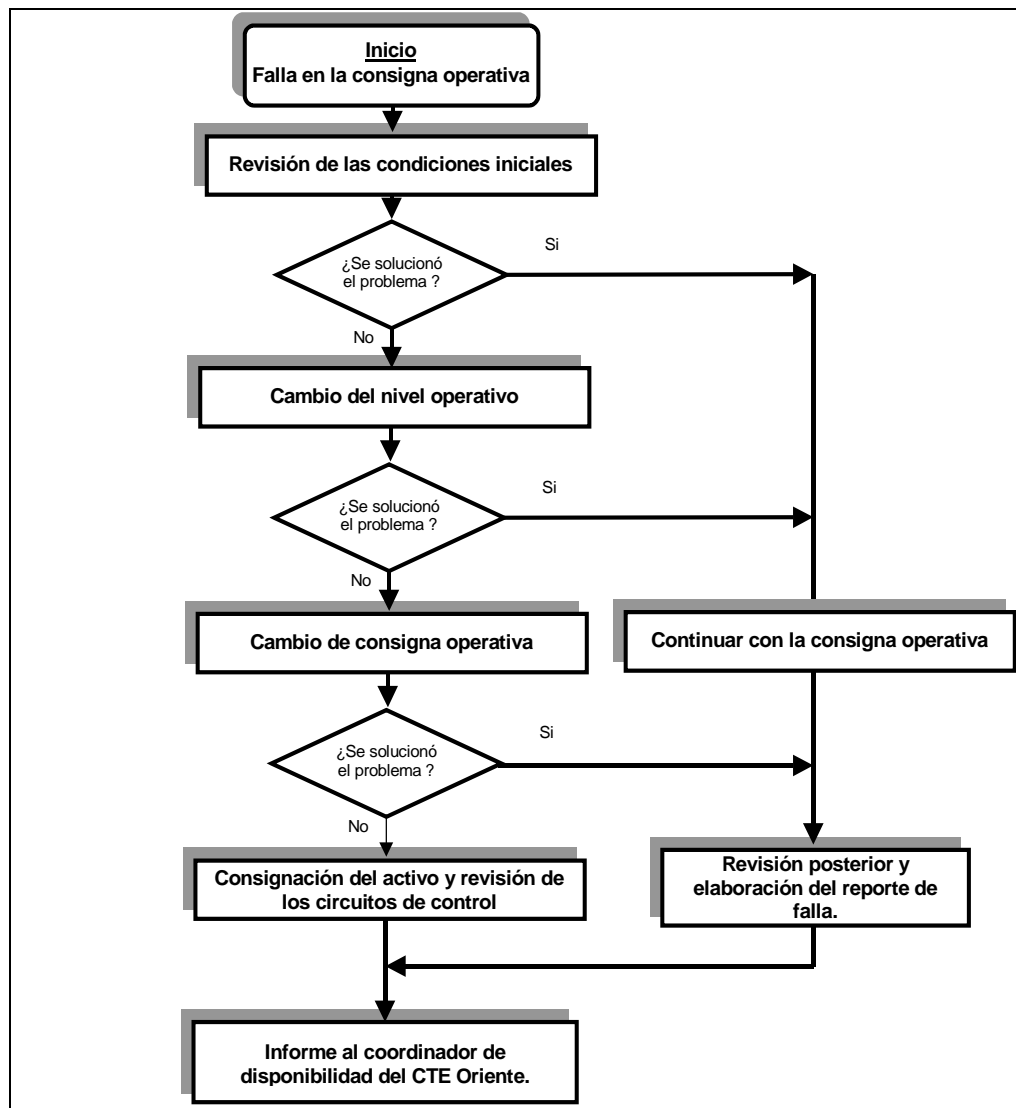 Inicio
Falla en la consigna operativa
Revisión de las condiciones iniciales
¿Se solucionó
el problema ?
Si
No
Cambio del nivel operativo
¿Se solucionó
el problema ?
Si
No
Cambio de consigna operativa
Continuar con la consigna operativa
¿Se solucionó
el problema ?
Si
No
Consignación del activo y revisión de
los circuitos de control
Revisión posterior y
elaboración del reporte de
falla.
Informe al coordinador de
disponibilidad del CTE Oriente.